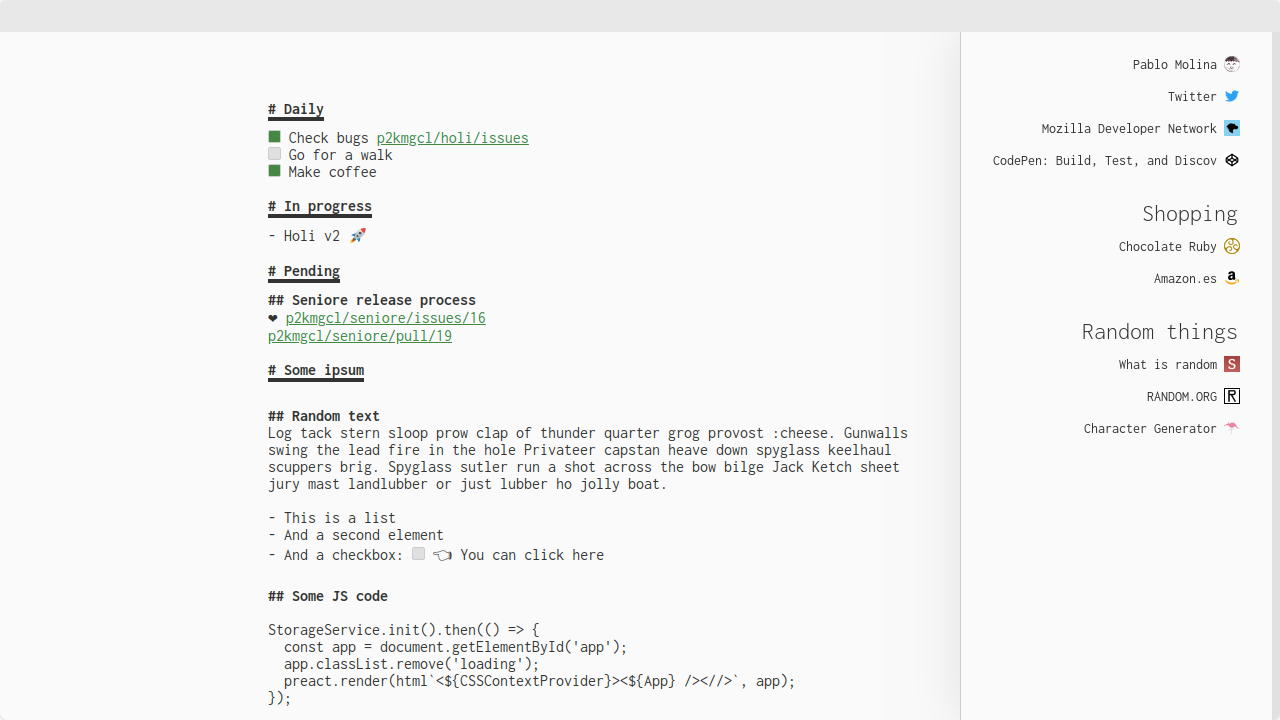 # Daily
Check bugs p2kmgcl/holi/issues
Go for a walk
Make coffee
# In progress
- Holi v2 🚀
# Pending
## Seniore release process
❤ p2kmgcl/seniore/issues/16
p2kmgcl/seniore/pull/19
# Some ipsum
## Random text
Log tack stern sloop prow clap of thunder quarter grog provost :cheese. Gunwalls
swing the lead fire in the hole Privateer capstan heave down spyglass keelhaul
scuppers brig. Spyglass sutler run a shot across the bow bilge Jack Ketch sheet
jury mast landlubber or just lubber ho jolly boat.
- This is a list
- And a second element
- And a checkbox: 👈 You can click here
## Some JS code
StorageService.init().then(() => {
  const app = document.getElementById('app');
  app.classList.remove('loading');
  preact.render(html`<${CSSContextProvider}><${App} /><//>`, app);
});
Pablo Molina
Twitter
Mozilla Developer Network
CodePen: Build, Test, and Discov
Shopping
Chocolate Ruby
Amazon.es
Random things
What is random
RANDOM.ORG
Character Generator